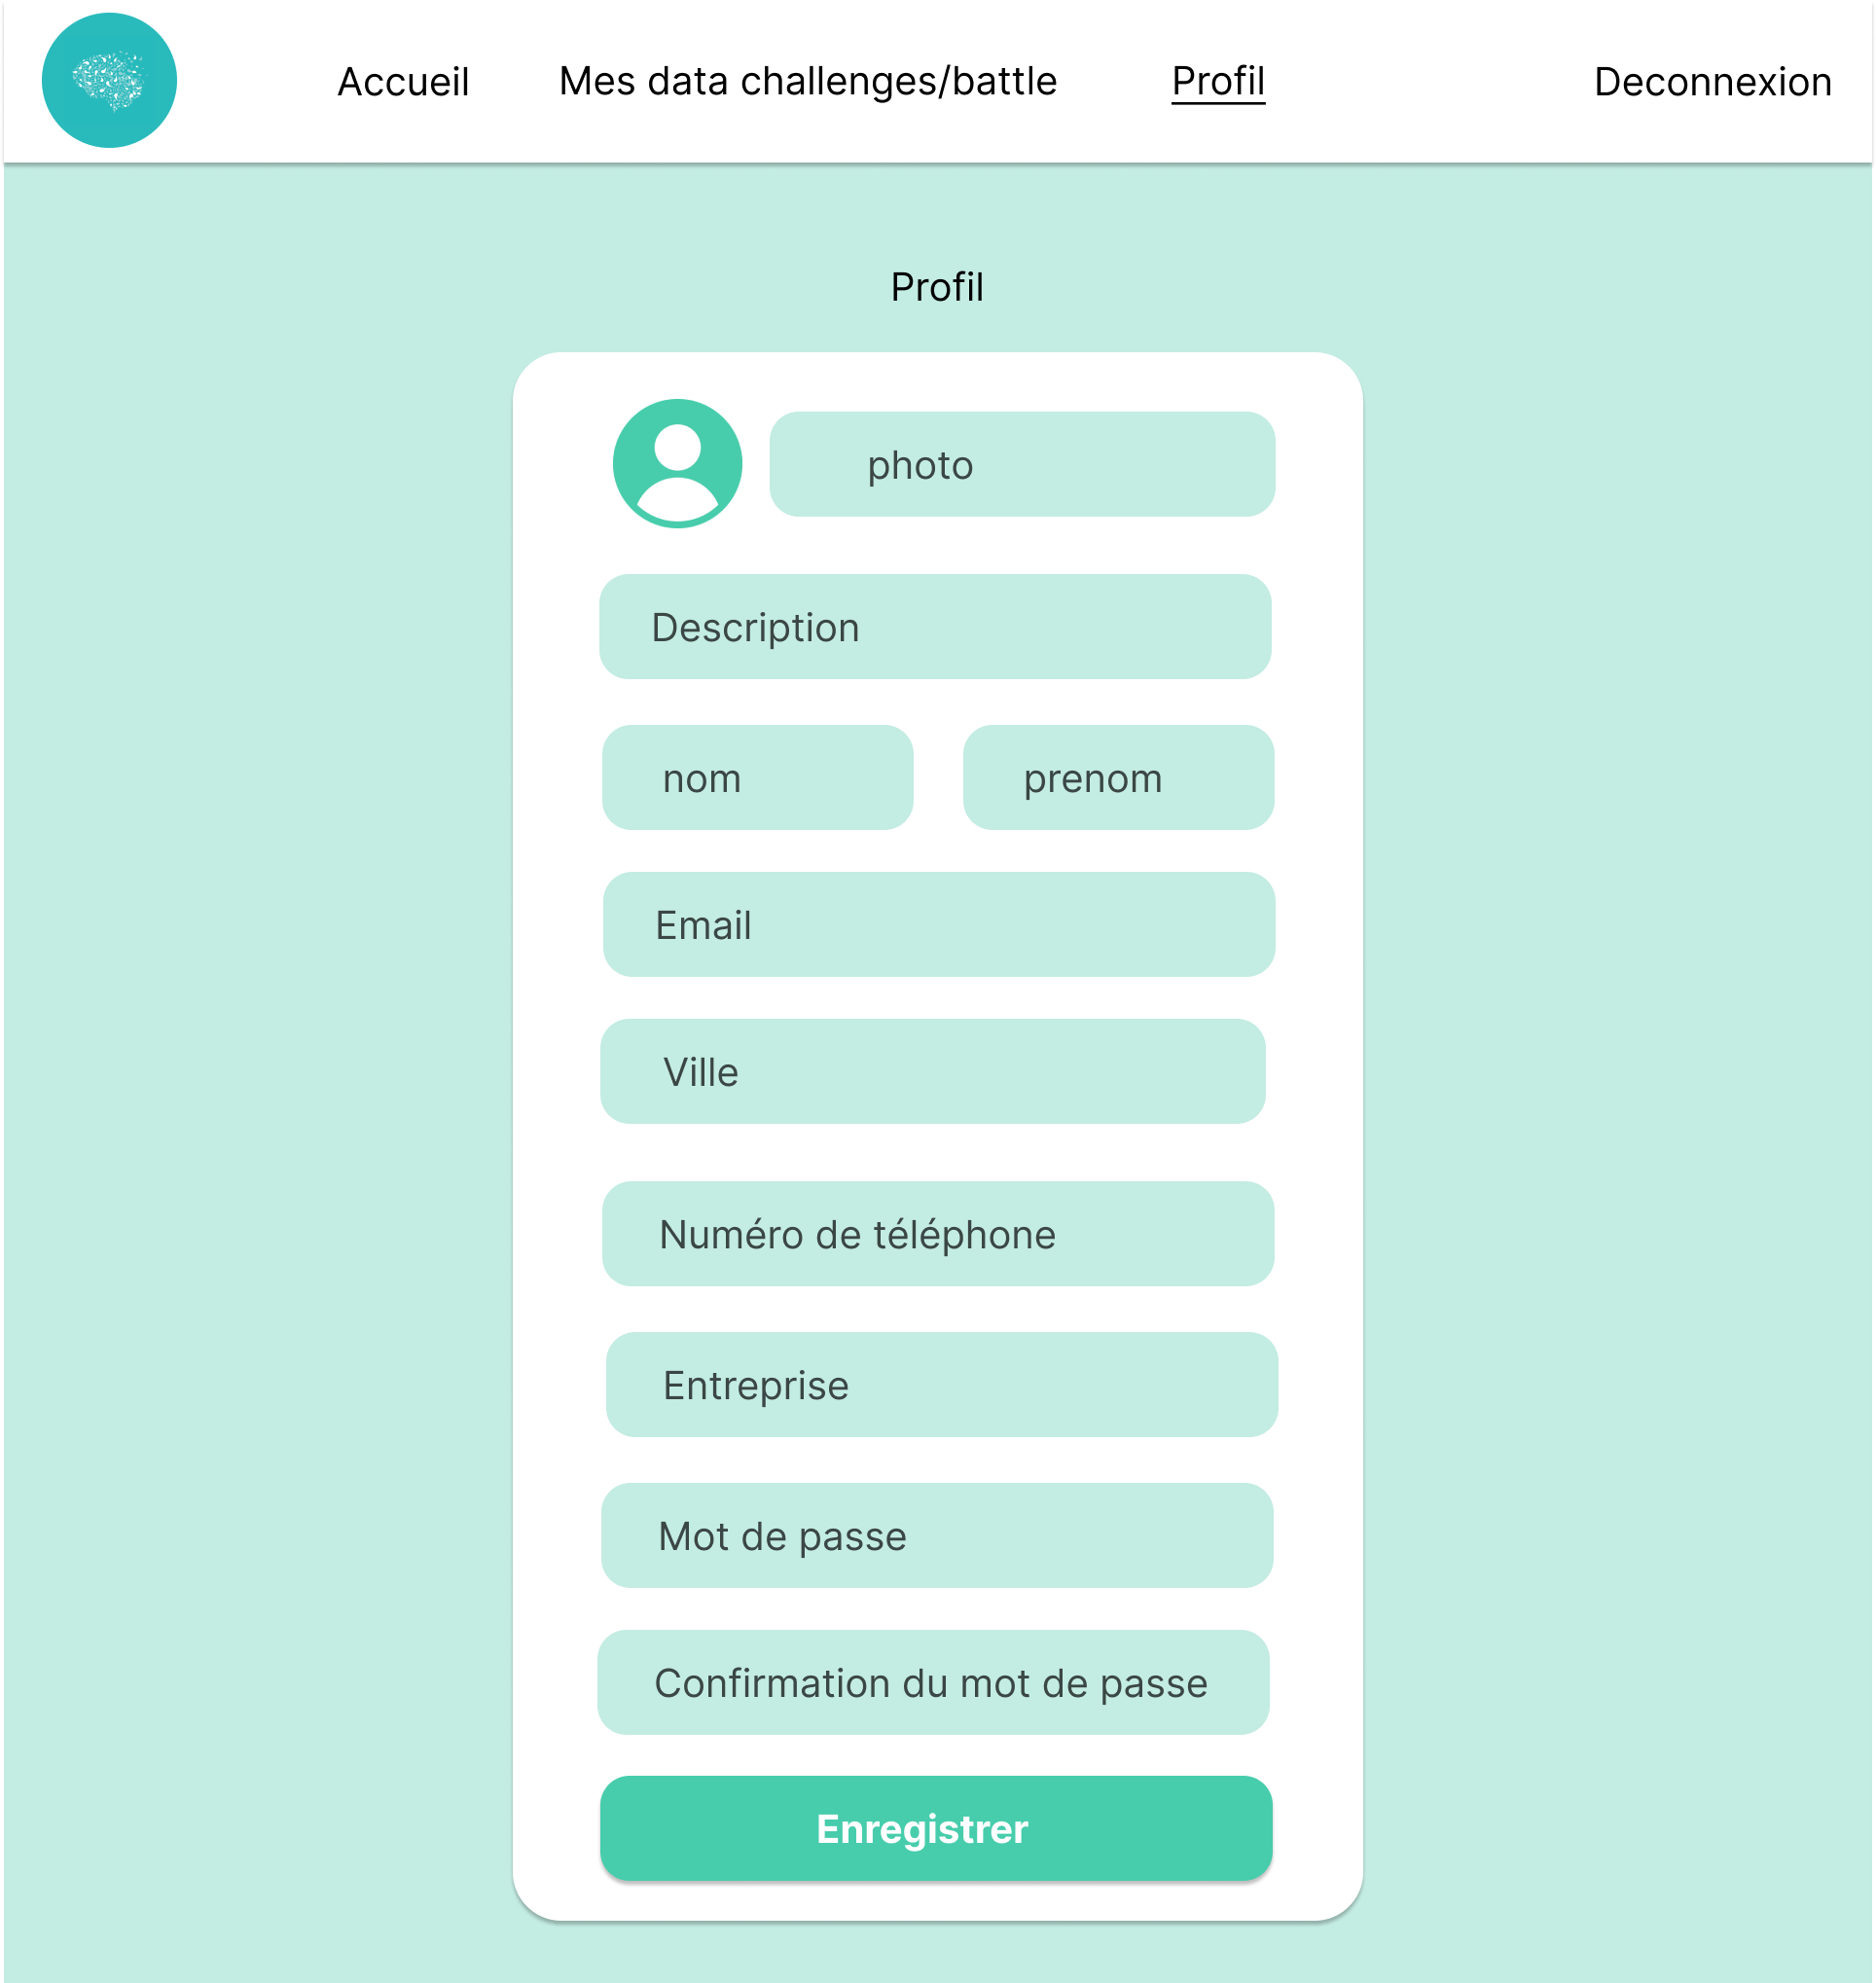 Accueil
Mes data challenges/battle
Profil
Deconnexion
Profil
photo
Description
nom
prenom
Email
Ville
Numéro de téléphone
Entreprise
Mot de passe
Confirmation du mot de passe
Enregistrer